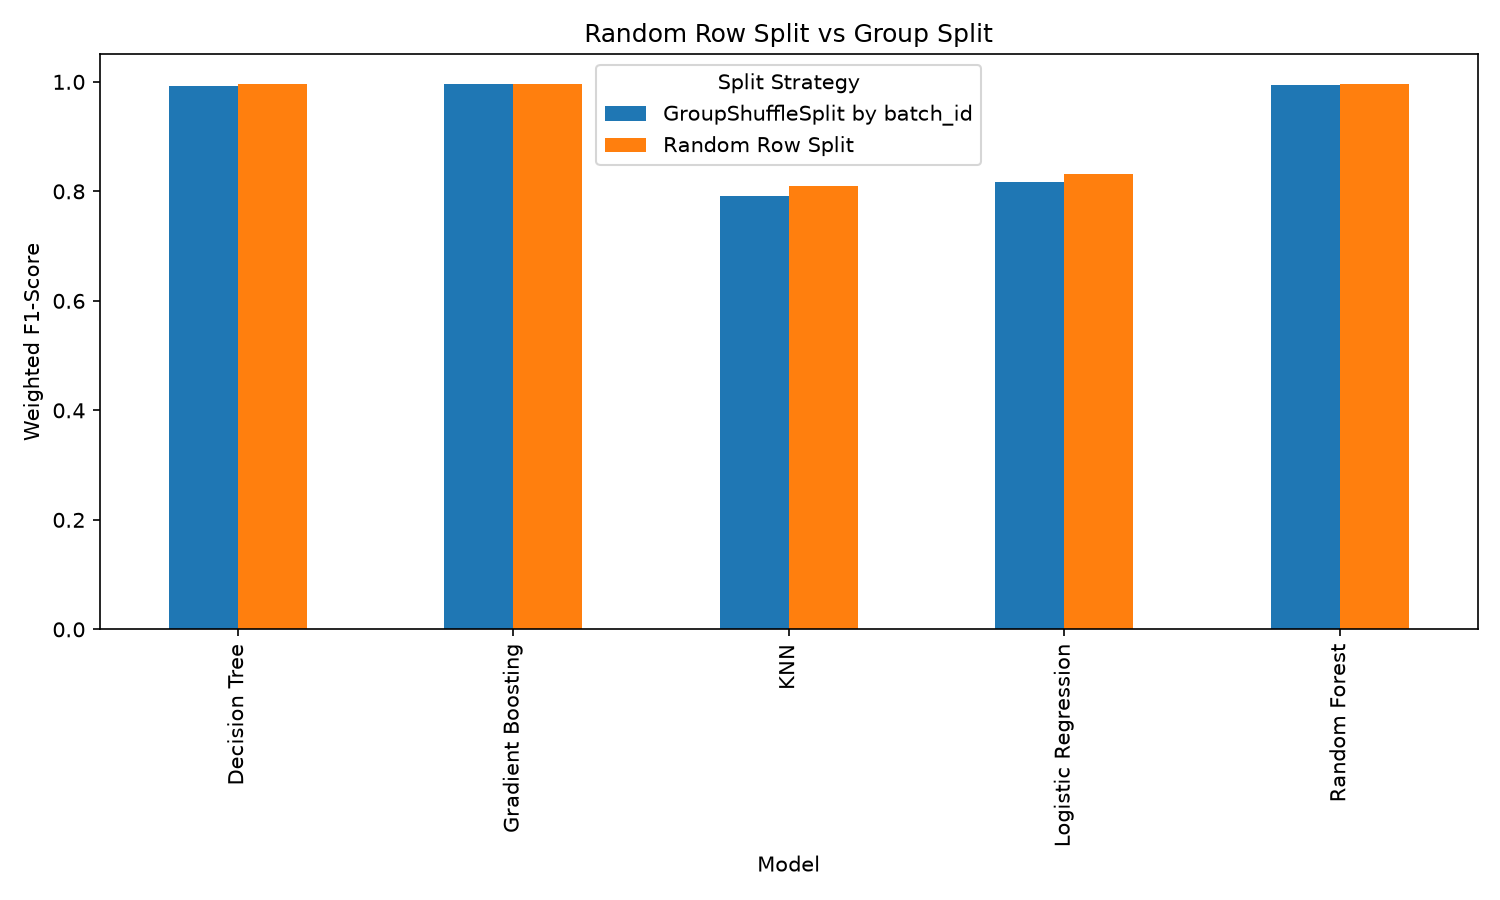 Random Row Split vs Group Split
Split Strategy
GroupShuffleSplit by batch_id
Random Row Split
Weighted F1-Score
1.0
0.8
0.6
0.4
0.2
0.0
Decision Tree
Gradient Boosting
KNN
Logistic Regression
Random Forest
Model